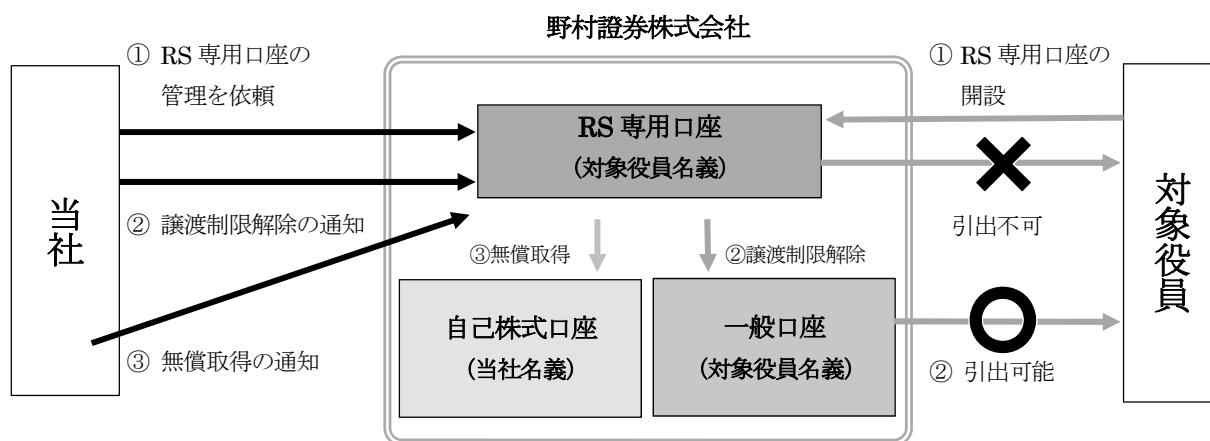 野村證券株式会社
① RS 専用口座の
管理を依頼
① RS 専用口座の
開設
RS 専用口座
(対象役員名義)
当社
対象役員
② 譲渡制限解除の通知
引出不可
③無償取得
②譲渡制限解除
自己株式口座
(当社名義)
一般口座
(対象役員名義)
③ 無償取得の通知
② 引出可能